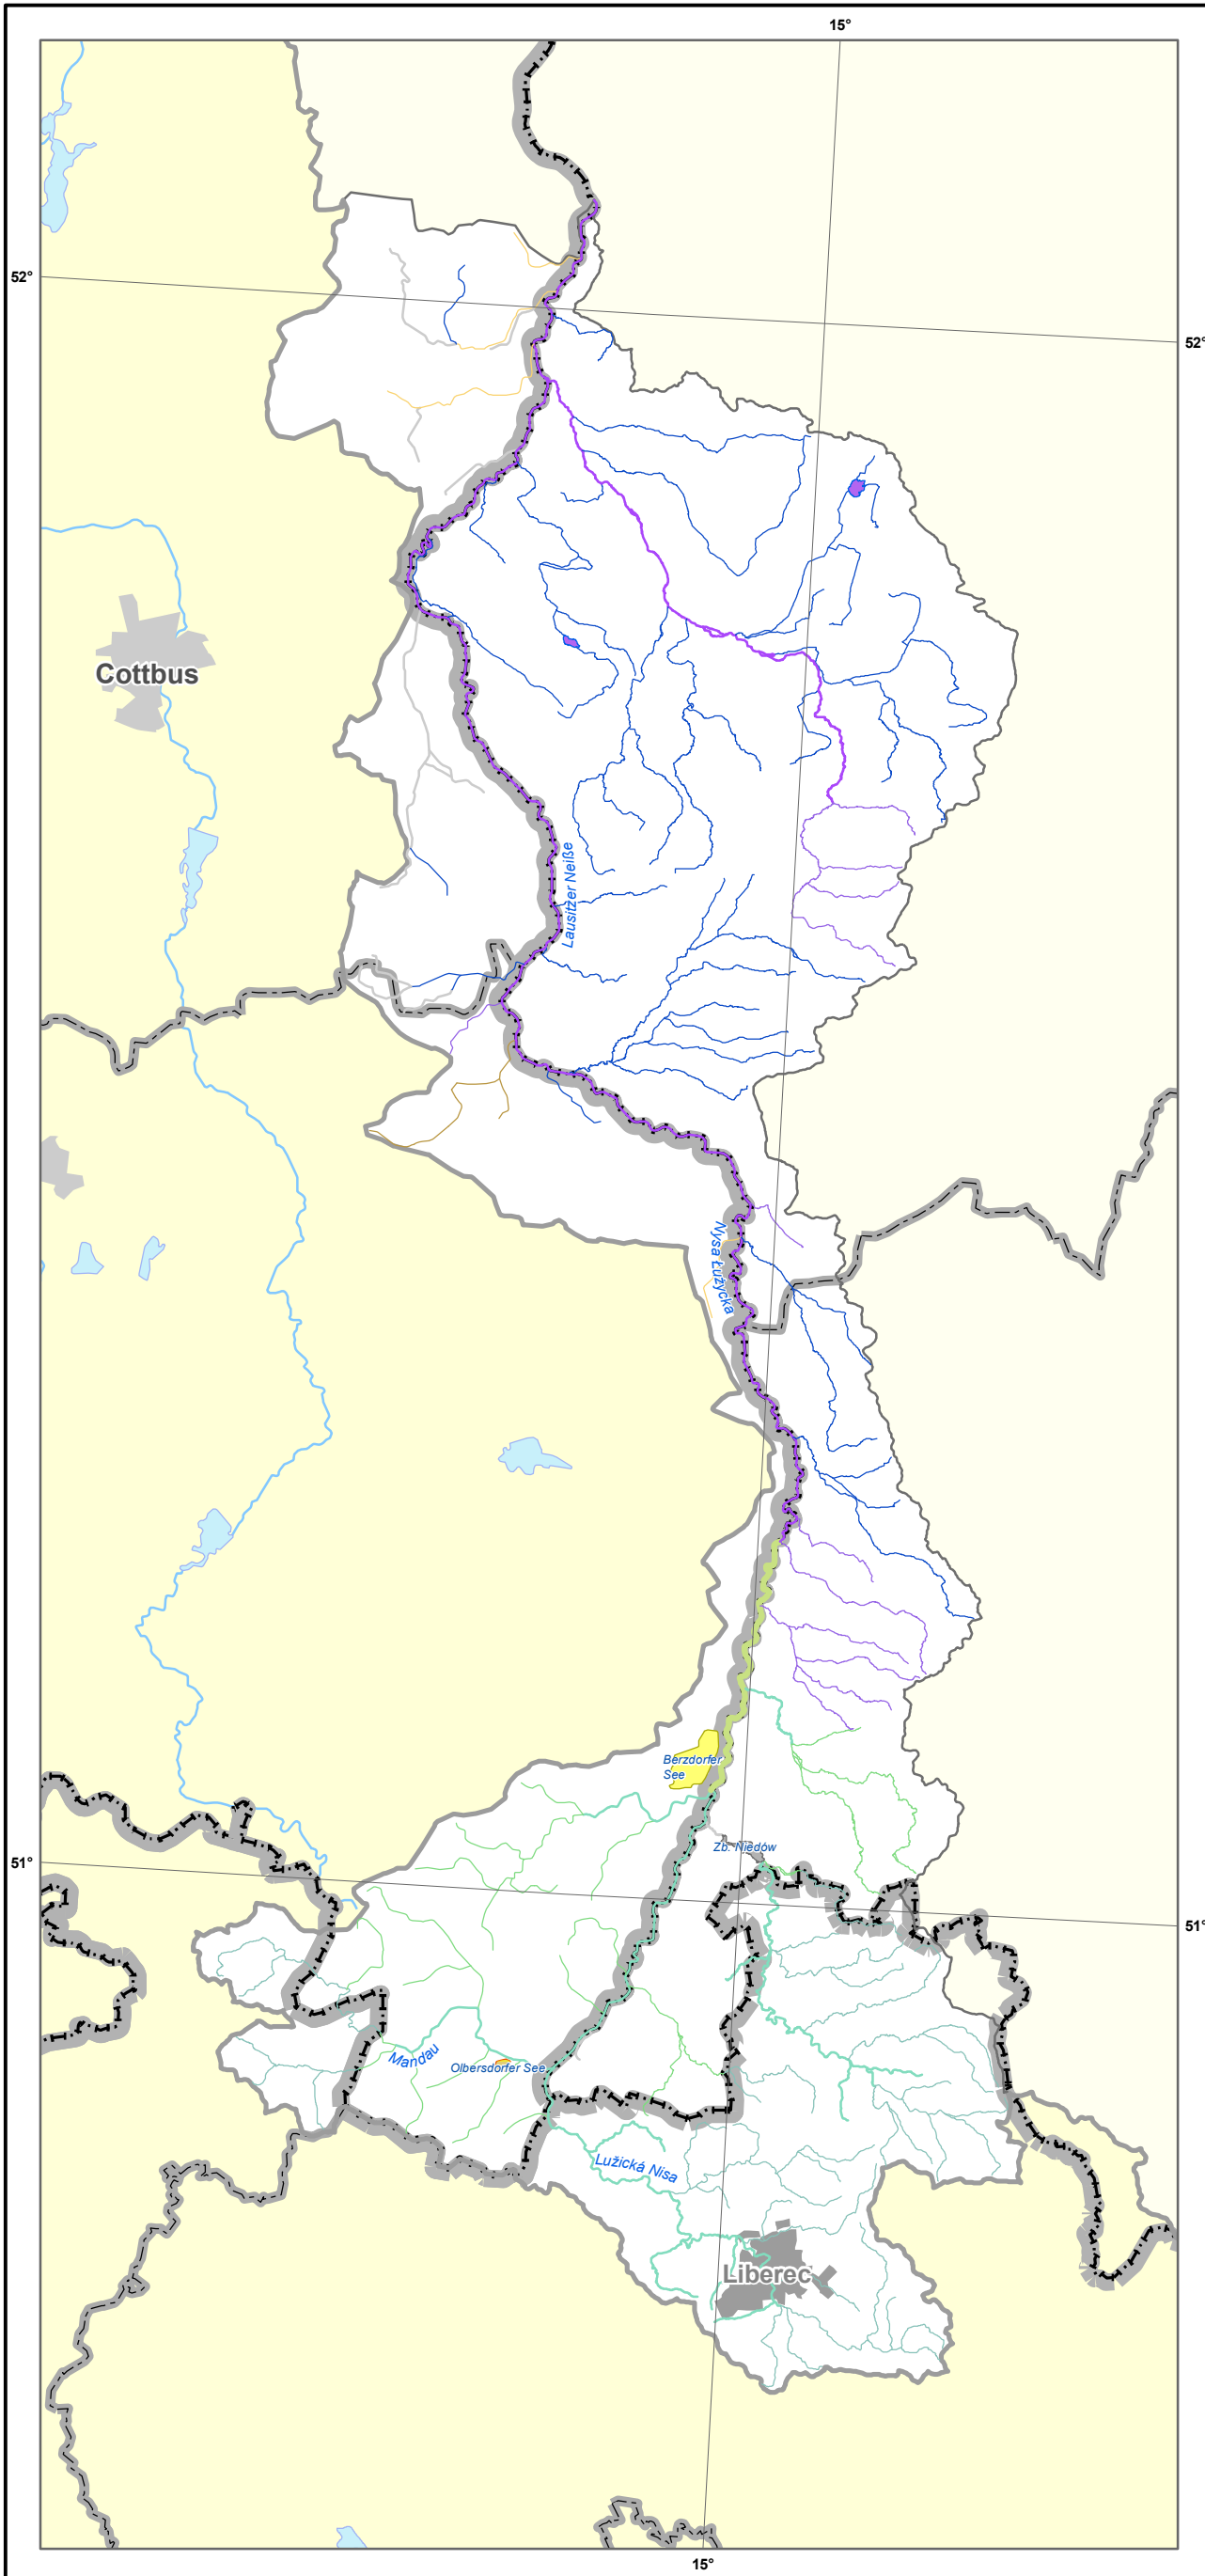 15°
52°
52°
Cottbus
Lausitzer Neiße
Nysa Łużycka
Berzdorfer
See
Zb. Niedów
51°
51°
Mandau
Olbersdorfer See
Lužická Nisa
Liberec
15°